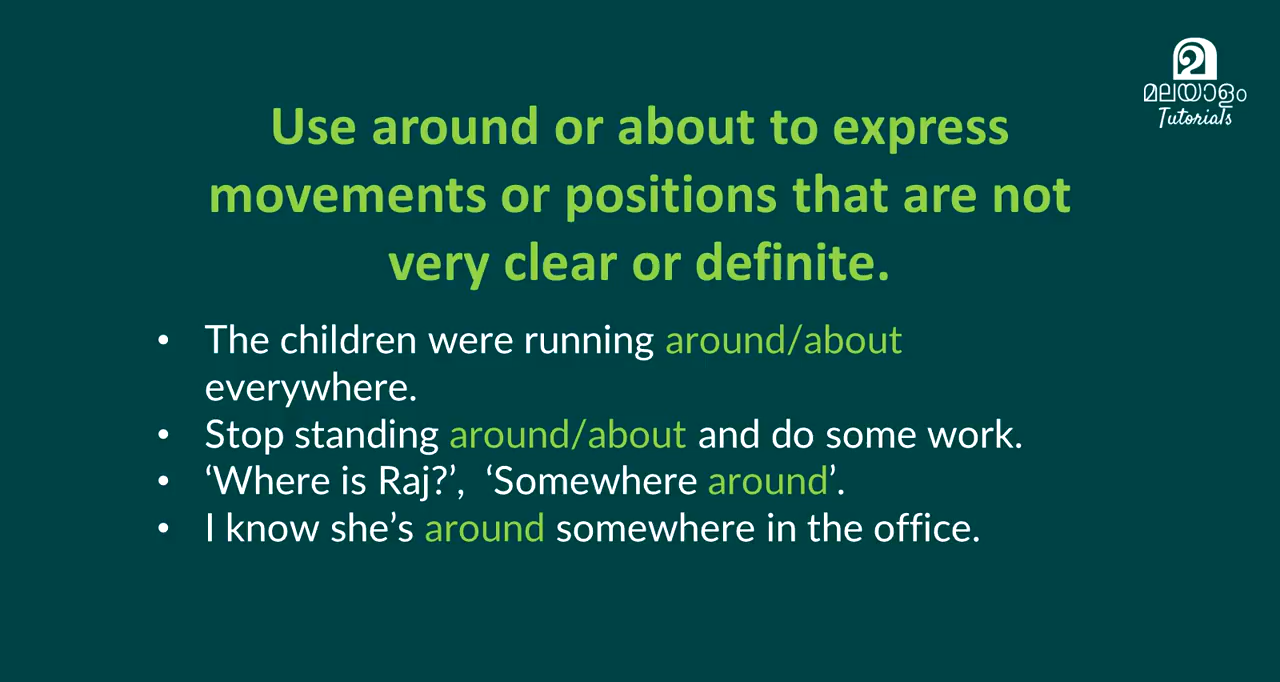 മലയാളം
Tutorials
Use around or about to express
movements or positions that are not
very clear or definite.
• The children were running around/about
everywhere.
• Stop standing around/about and do some work.
• ‘Where is Raj?’, ‘Somewhere around’.
• I know she’s around somewhere in the office.